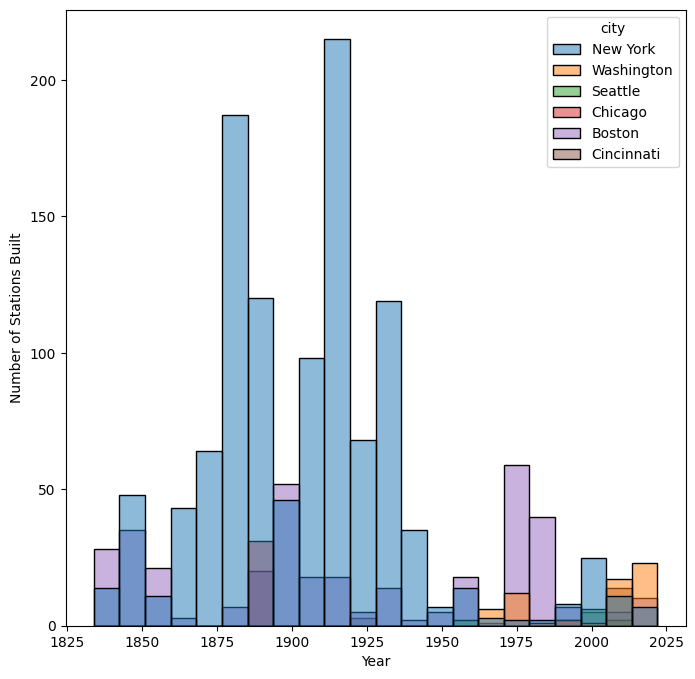 city
New York
Washington
Seattle
Chicago
Boston
Cincinnati
Number of Stations Built
200
150
100
50
0
1825 1850 1875 1900 1925 1950 1975 2000 2025
Year